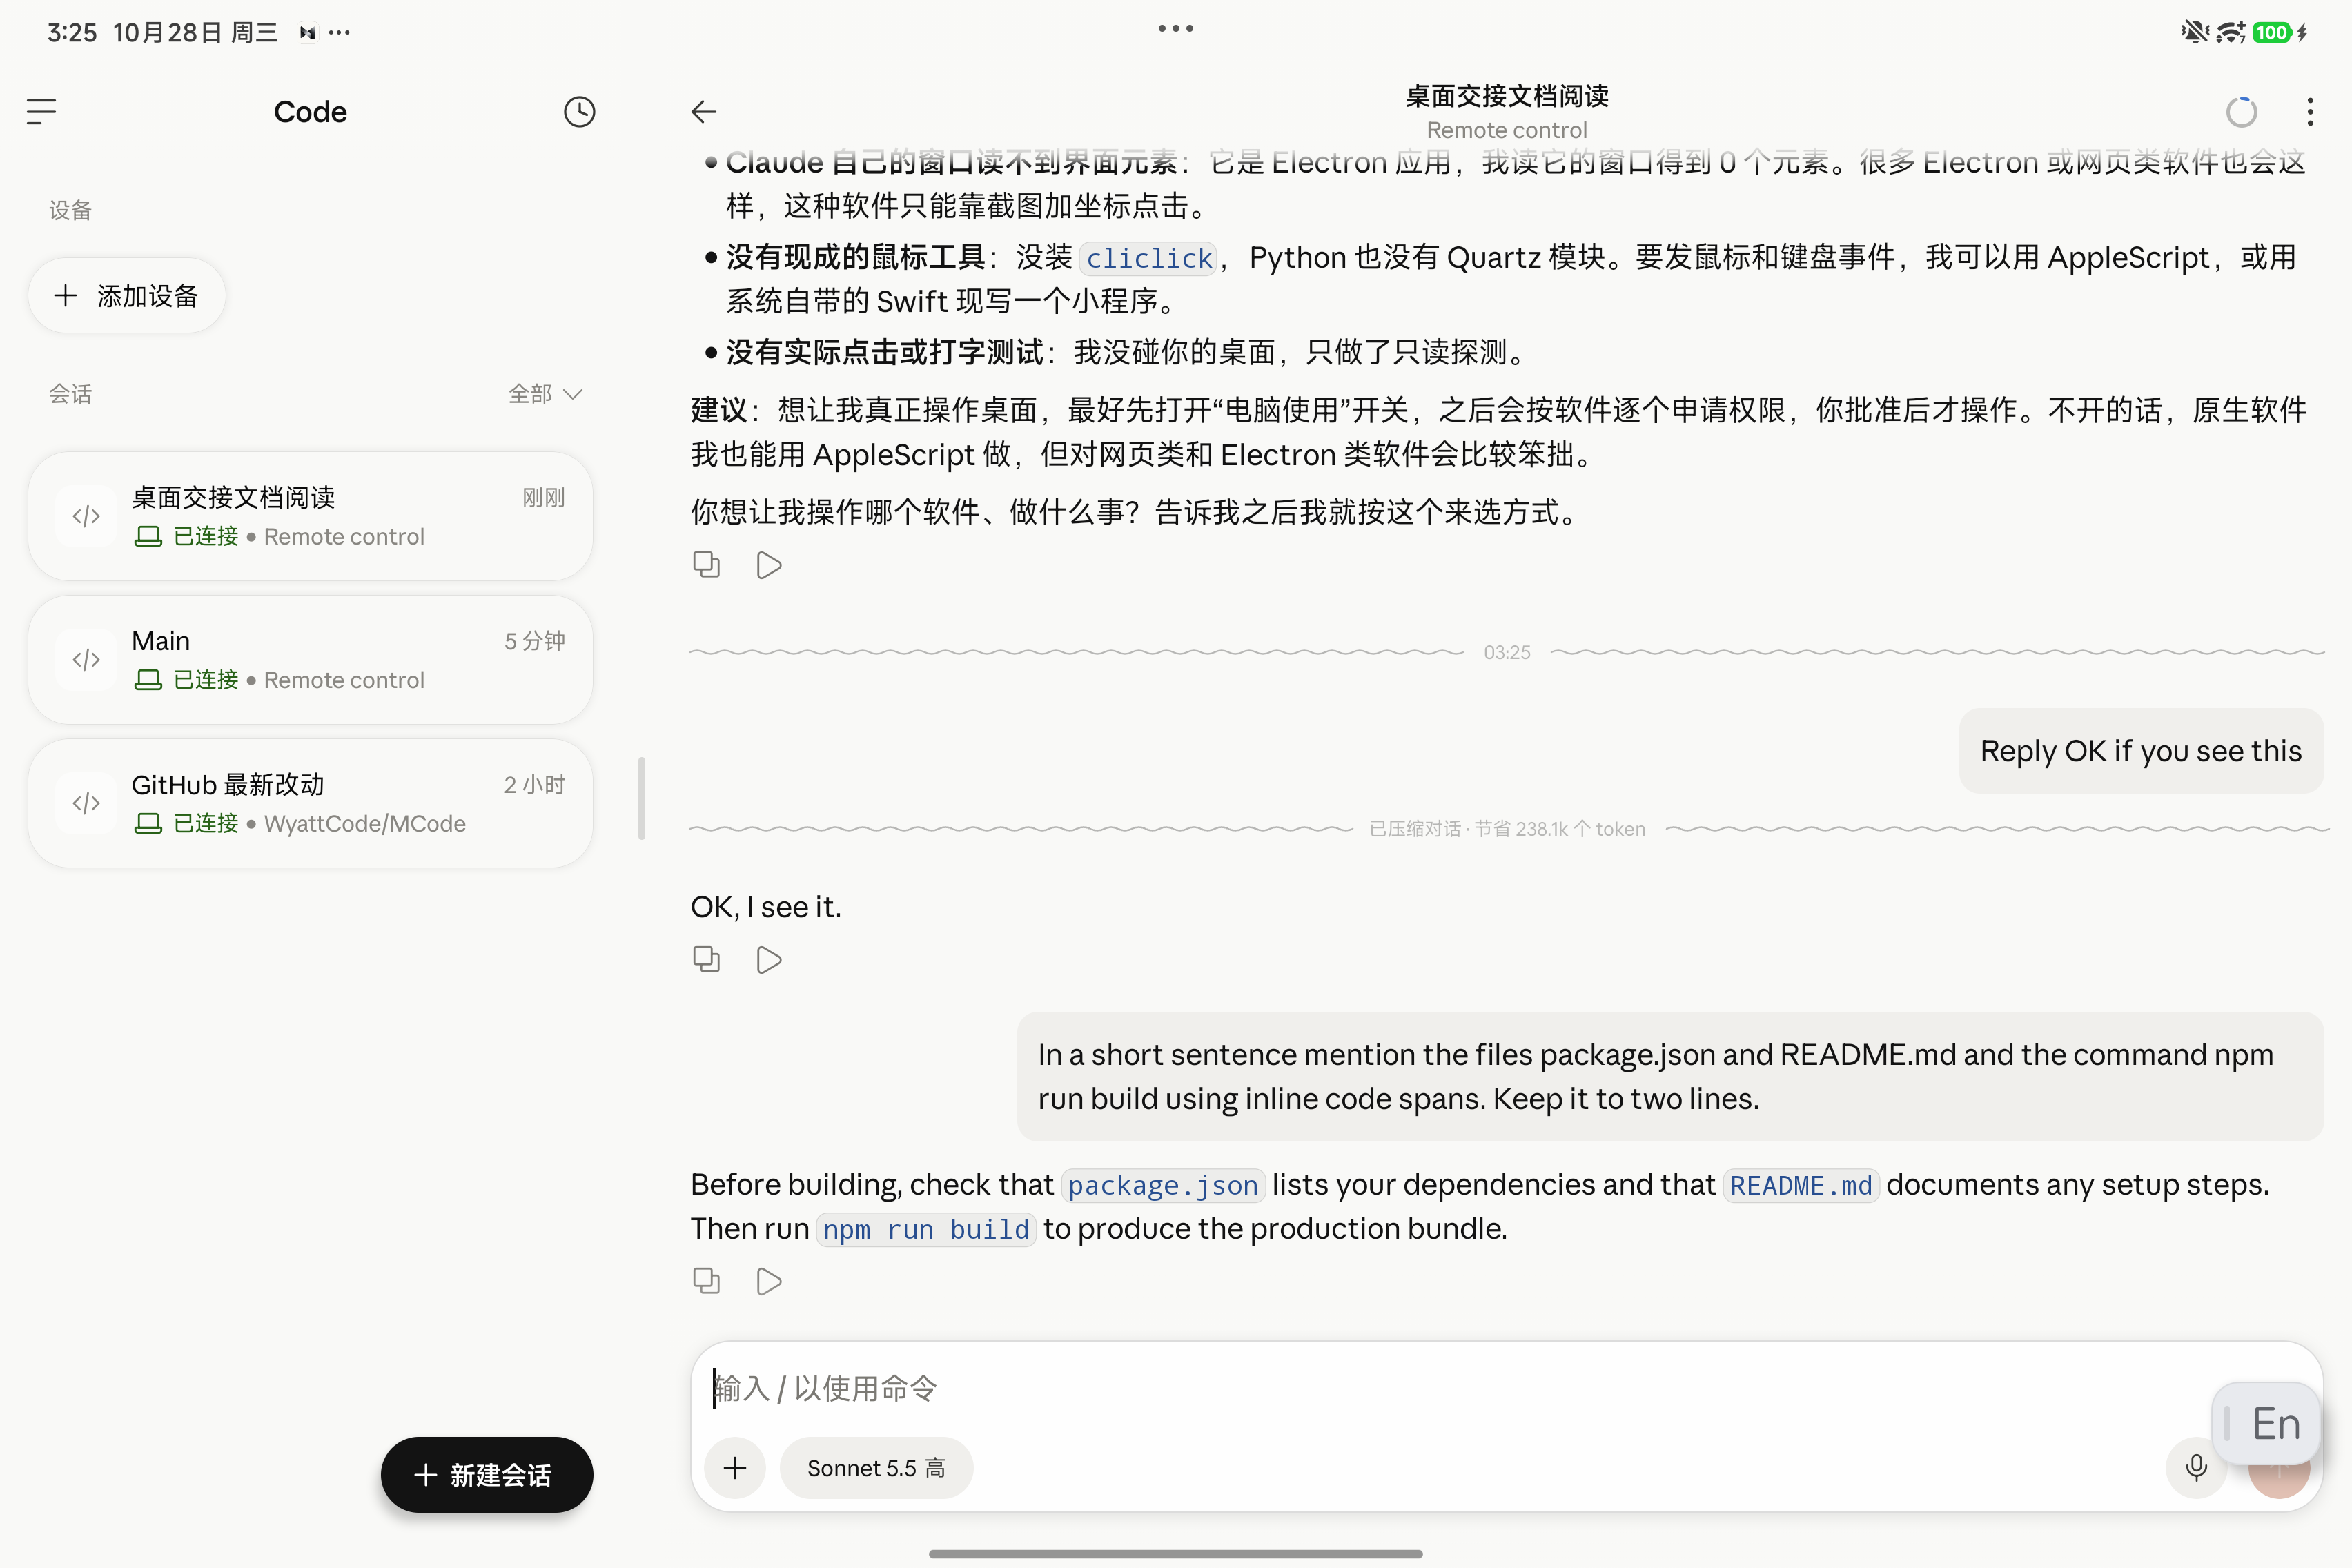 3:25 10月28日 周三
100
Code
设备
添加设备
会话
全部
桌面交接文档阅读
刚刚
已连接 • Remote control
Main
5 分钟
已连接 • Remote control
GitHub 最新改动
2 小时
已连接 • WyattCode/MCode
新建会话
桌面交接文档阅读
Remote control
• Claude 自己的窗口读不到界面元素：它是 Electron 应用，我读它的窗口得到 0 个元素。很多 Electron 或网页类软件也会这
样，这种软件只能靠截图加坐标点击。
• 没有现成的鼠标工具：没装 cliclick，Python 也没有 Quartz 模块。要发鼠标和键盘事件，我可以用 AppleScript，或用
系统自带的 Swift 现写一个小程序。
• 没有实际点击或打字测试：我没碰你的桌面，只做了只读探测。
建议：想让我真正操作桌面，最好先打开“电脑使用”开关，之后会按软件逐个申请权限，你批准后才操作。不开的话，原生软件
我也能用 AppleScript 做，但对网页类和 Electron 类软件会比较笨拙。
你想让我操作哪个软件、做什么事？告诉我之后我就按这个来选方式。
03:25
Reply OK if you see this
已压缩对话 · 节省 238.1k 个 token
OK, I see it.
In a short sentence mention the files package.json and README.md and the command npm
run build using inline code spans. Keep it to two lines.
Before building, check that package.json lists your dependencies and that README.md documents any setup steps.
Then run npm run build to produce the production bundle.
输入 / 以使用命令
Sonnet 5.5 高
En